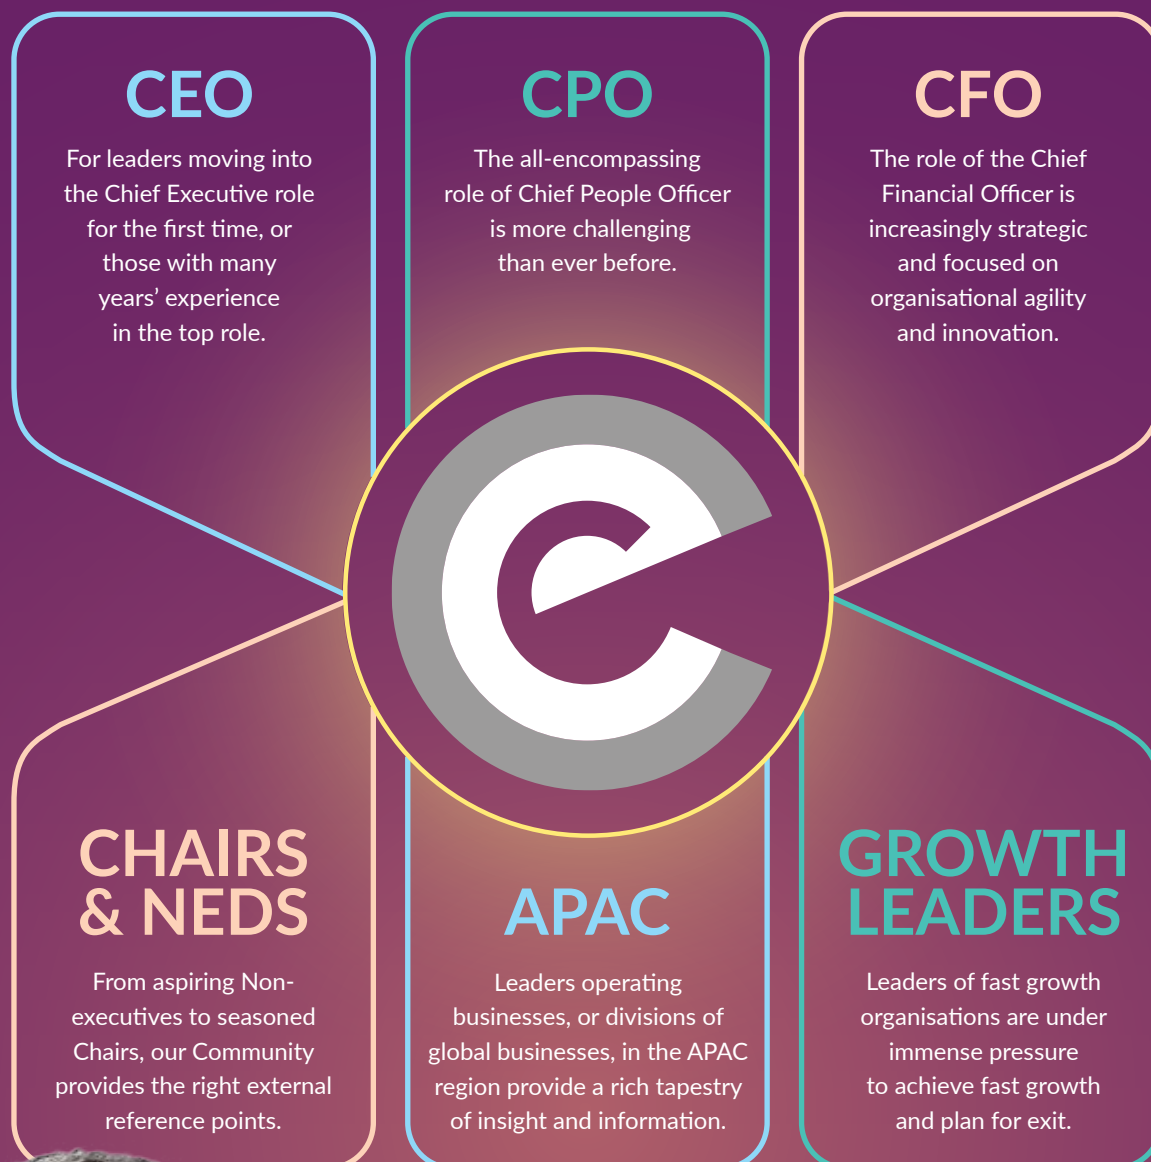 CEO
For leaders moving into
the Chief Executive role
for the first time, or
those with many
years’ experience
in the top role.
CPO
The all-encompassing
role of Chief People Officer
is more challenging
than ever before.
CFO
The role of the Chief
Financial Officer is
increasingly strategic
and focused on
organisational agility
and innovation.
CHAIRS
& NEDS
From aspiring Non-
executives to seasoned
Chairs, our Community
provides the right external
reference points.
APAC
Leaders operating
businesses, or divisions of
global businesses, in the APAC
region provide a rich tapestry
of insight and information.
GROWTH
LEADERS
Leaders of fast growth
organisations are under
immense pressure
to achieve fast growth
and plan for exit.